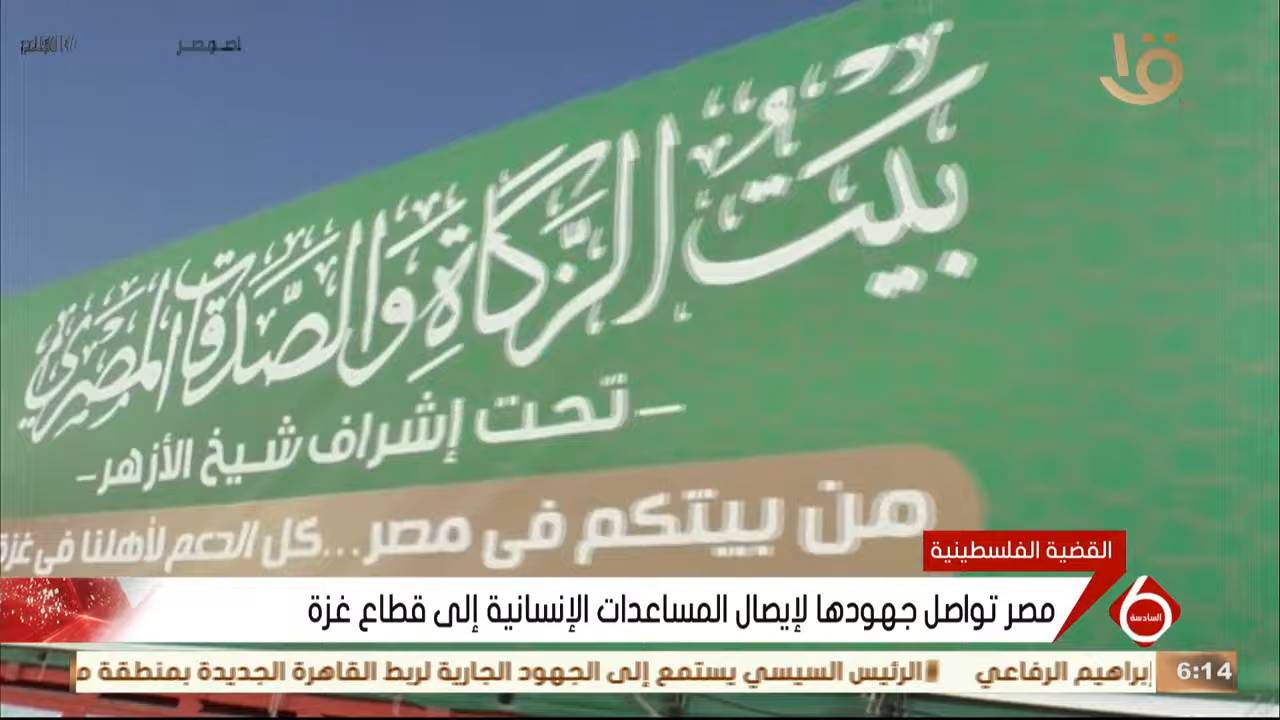 بيت الزكاة والصدقات المصري
– تحت إشراف شيخ الأزهر –
من بيتكم فى مصر...كل الدعم لأهلنا فى غزة
القضية الفلسطينية
مصر تواصل جهودها لإيصال المساعدات الإنسانية إلى قطاع غزة
السادسة
6:14
إبراهيم الرفاعي
الرئيس السيسي يستمع إلى الجهود الجارية لربط القاهرة الجديدة بمنطقة